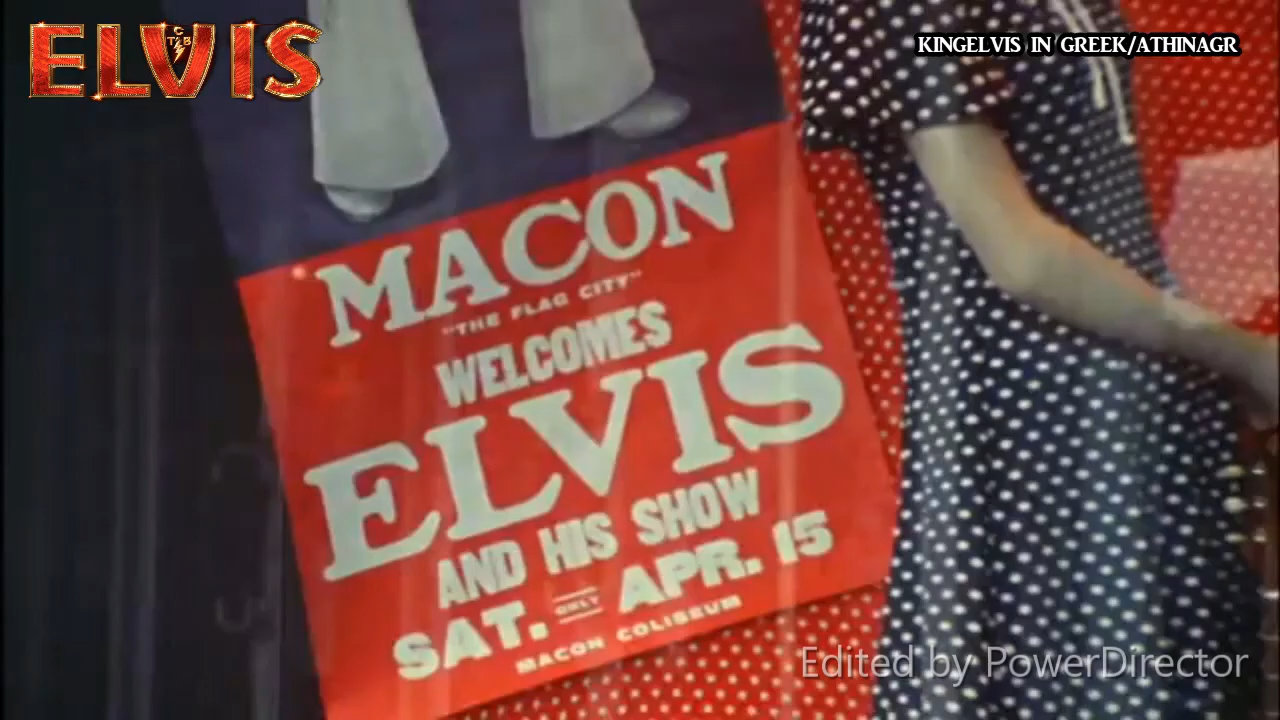 ELVIS
TCB
KINGELVIS IN GREEK/ATHINAGR
MACON
"THE FLAG CITY"
WELCOMES
ELVIS
AND HIS SHOW
SAT. ONLY APR. 15
MACON COLISEUM
Edited by PowerDirector